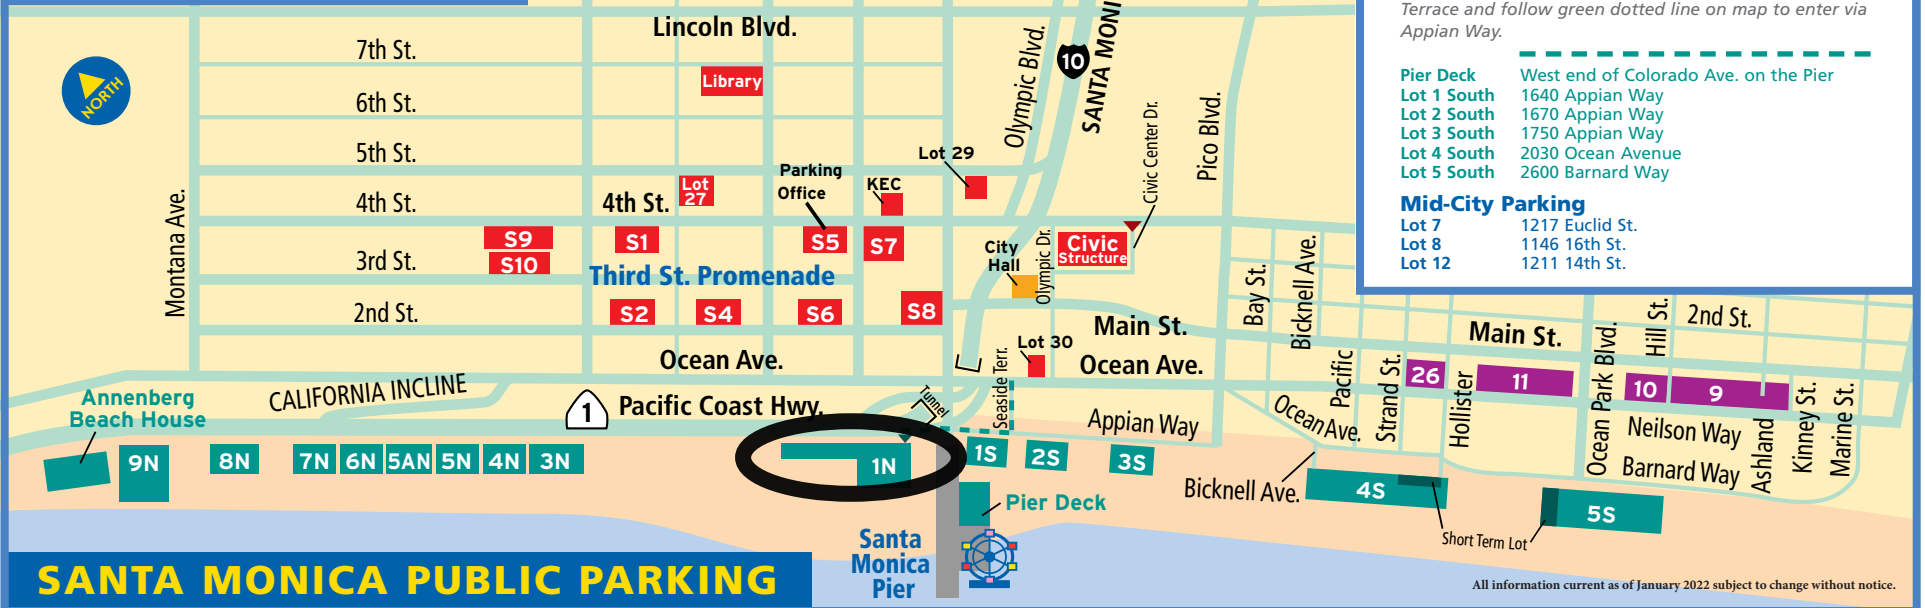 Terrace and follow green dotted line on map to enter via
Appian Way.
Pier Deck West end of Colorado Ave. on the Pier
Lot 1 South 1640 Appian Way
Lot 2 South 1670 Appian Way
Lot 3 South 1750 Appian Way
Lot 4 South 2030 Ocean Avenue
Lot 5 South 2600 Barnard Way
Mid-City Parking
Lot 7 1217 Euclid St.
Lot 8 1146 16th St.
Lot 12 1211 14th St.
NORTH
Lincoln Blvd.
7th St.
Library
6th St.
5th St.
4th St.
4th St.
Lot
27
Parking
Office
KEC
Lot 29
Olympic Blvd.
10
SANTA MONI
Civic Center Dr.
Pico Blvd.
Montana Ave.
S9
S10
S1
S5
S7
3rd St.
Third St. Promenade
City
Hall
Olympic Dr.
Civic
Structure
2nd St.
S2
S4
S6
S8
Main St.
Bay St.
Bicknell Ave.
Main St.
Hill St.
2nd St.
Ocean Ave.
Lot 30
Ocean Ave.
Seaside Terr.
Pacific
Strand St.
26
Hollister
11
Ocean Park Blvd.
10
9
Ashland
Kinney St.
Marine St.
CALIFORNIA INCLINE
1
Pacific Coast Hwy.
Tunnel
Appian Way
Ocean Ave.
Neilson Way
Barnard Way
Annenberg
Beach House
9N
8N
7N
6N
5AN
5N
4N
3N
1N
1S
2S
3S
Bicknell Ave.
4S
5S
Short Term Lot
Pier Deck
Santa
Monica
Pier
SANTA MONICA PUBLIC PARKING
All information current as of January 2022 subject to change without notice.